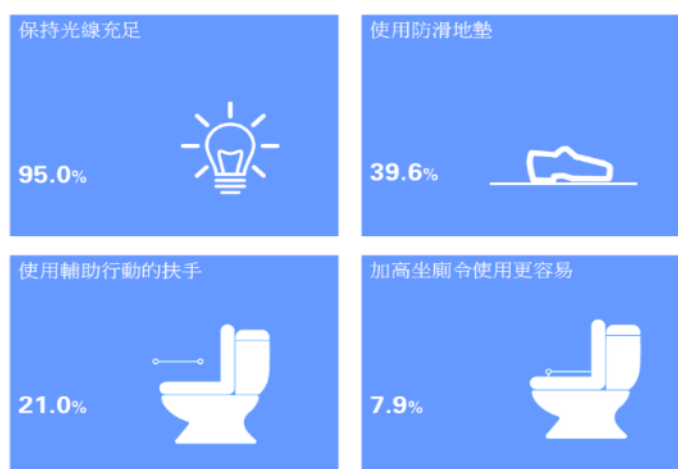 保持光線充足
95.0%
使用防滑地墊
39.6%
使用輔助行動的扶手
21.0%
加高坐廁令使用更容易
7.9%